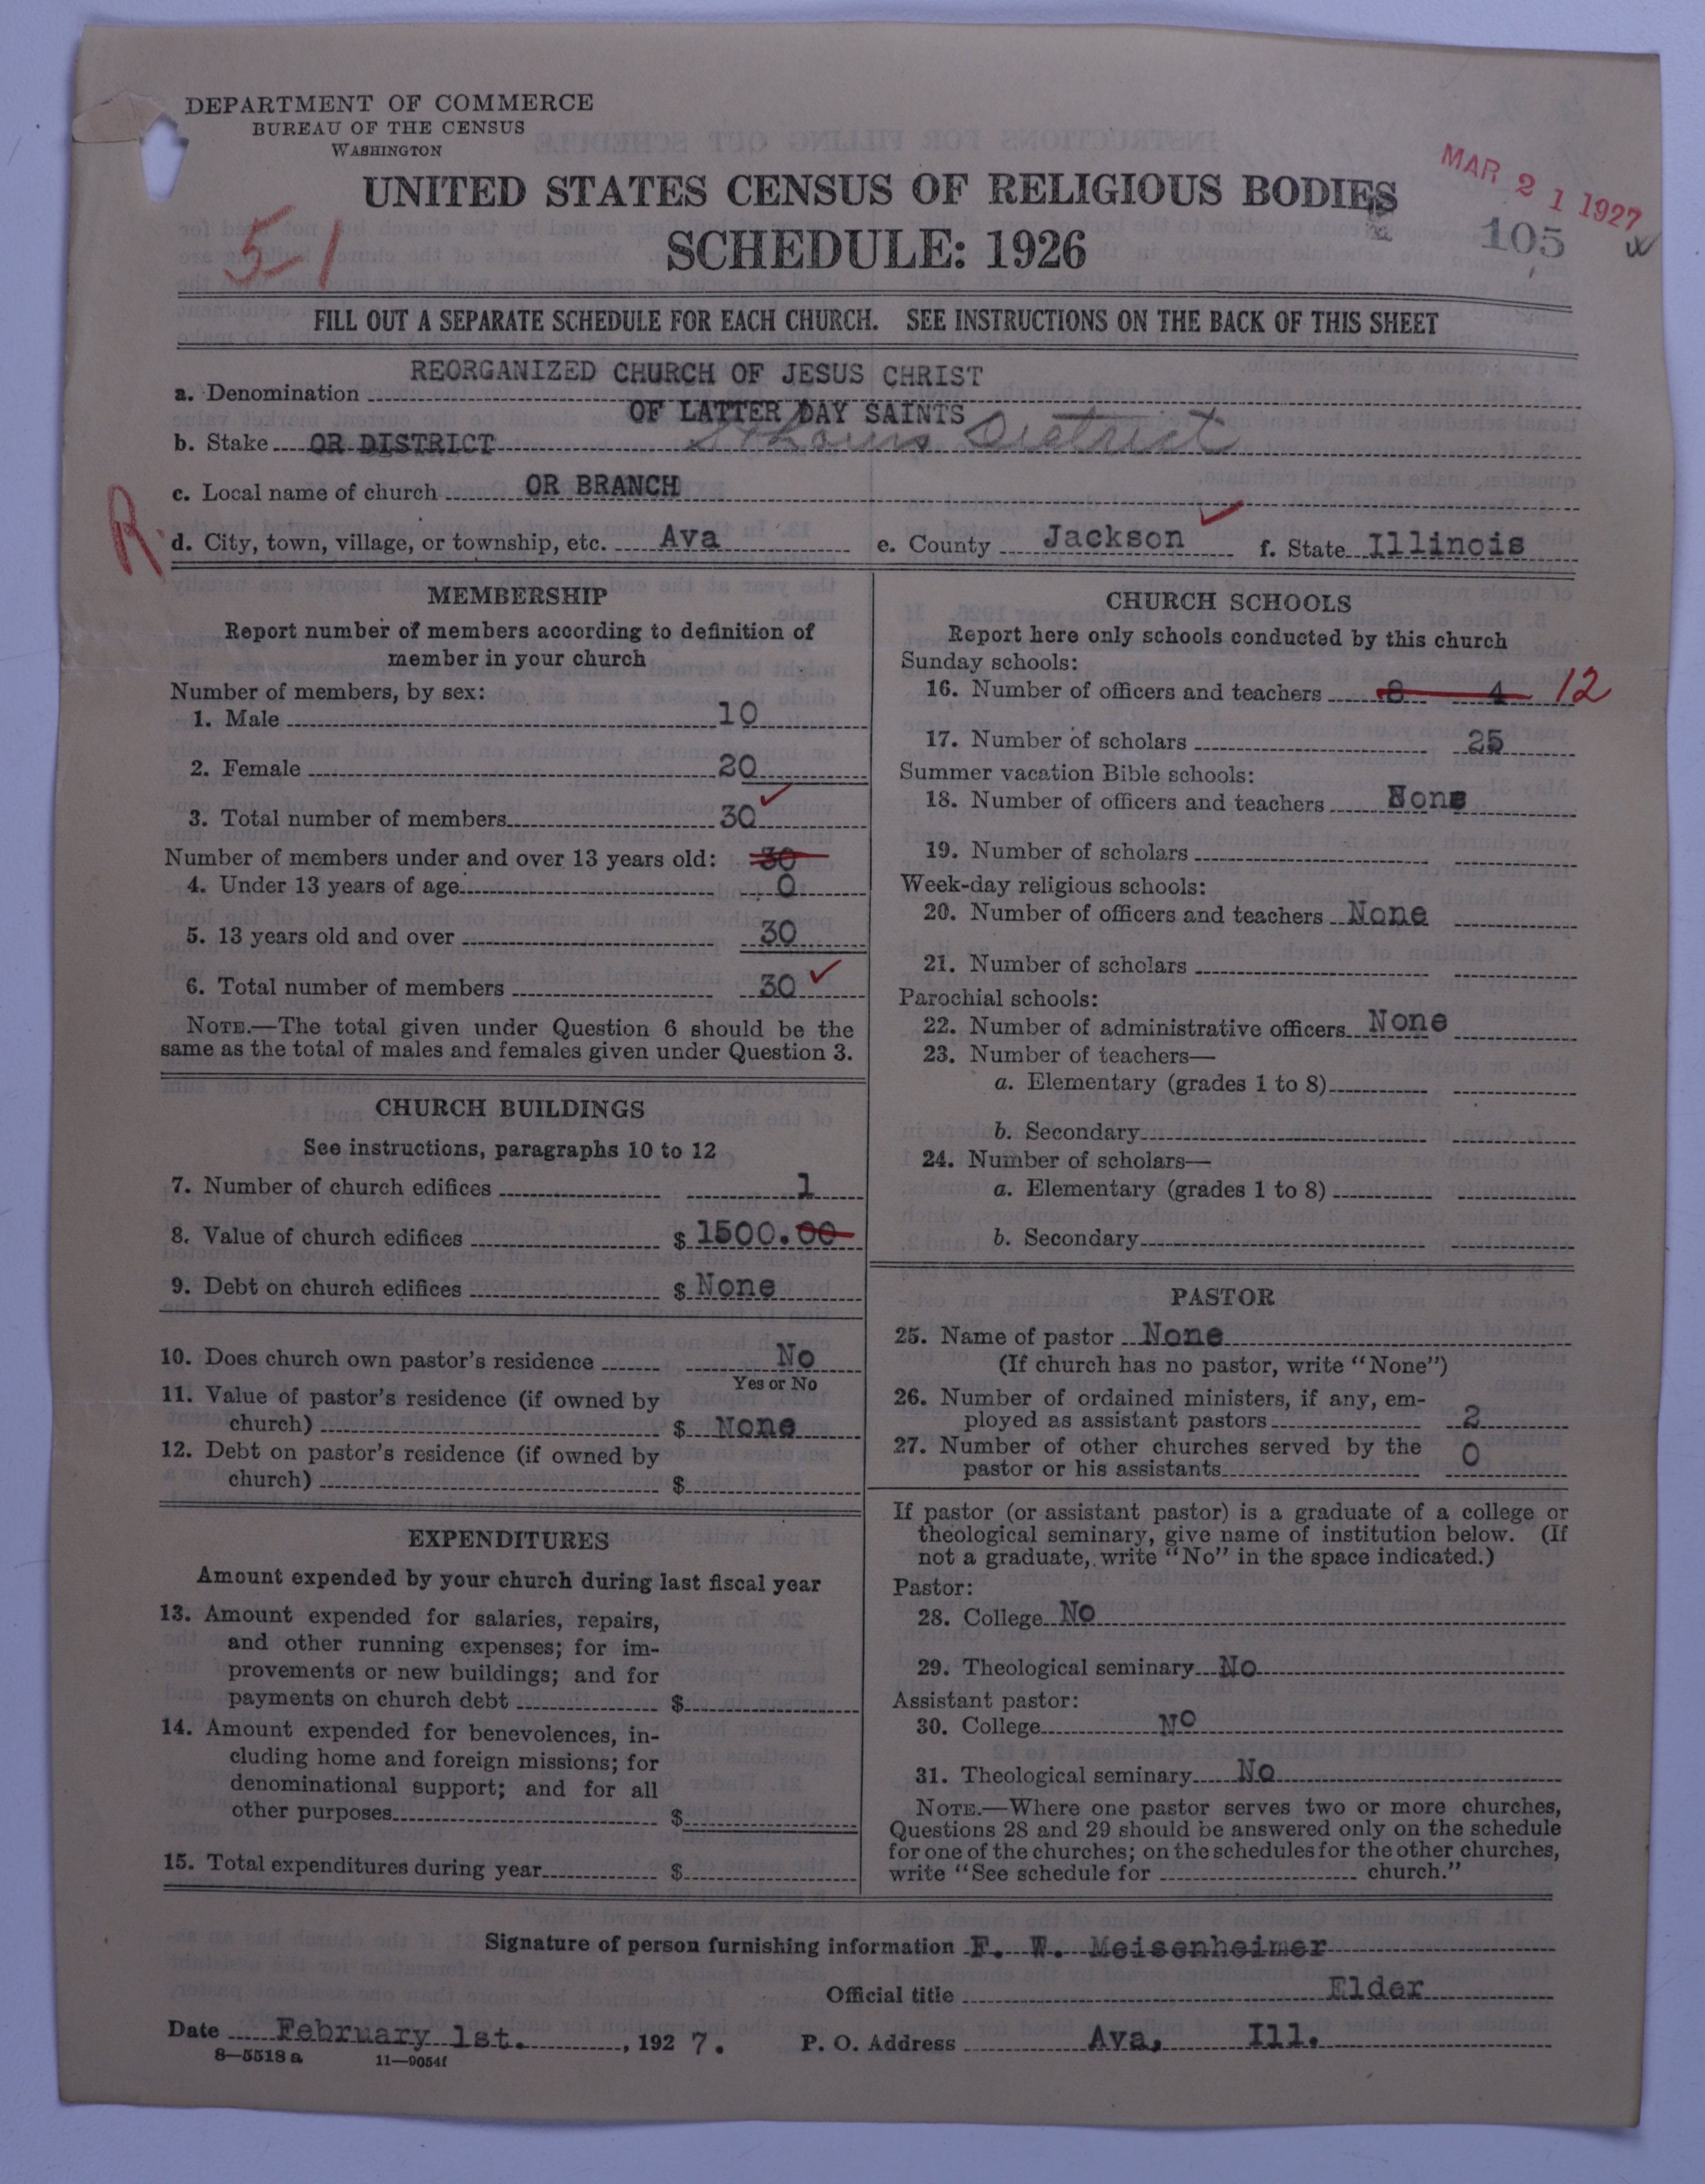 DEPARTMENT OF COMMERCE
BUREAU OF THE CENSUS
WASHINGTON
UNITED STATES CENSUS OF RELIGIOUS BODIES
SCHEDULE: 1926
MAR 21 1927
105
51
FILL OUT A SEPARATE SCHEDULE FOR EACH CHURCH. SEE INSTRUCTIONS ON THE BACK OF THIS SHEET
REORGANIZED CHURCH OF JESUS CHRIST
a. Denomination
OF LATTER DAY SAINTS
b. Stake OR DISTRICT St Louis District
c. Local name of church OR BRANCH
R.
d. City, town, village, or township, etc. Ava e. County Jackson f. State Illinois
MEMBERSHIP
Report number of members according to definition of
member in your church
Number of members, by sex:
1. Male 10
2. Female 20
3. Total number of members 30
Number of members under and over 13 years old: 30
4. Under 13 years of age 0
5. 13 years old and over 30
6. Total number of members 30
NOTE.—The total given under Question 6 should be the
same as the total of males and females given under Question 3.
CHURCH BUILDINGS
See instructions, paragraphs 10 to 12
7. Number of church edifices 1
8. Value of church edifices $ 1500.00
9. Debt on church edifices $ None
10. Does church own pastor's residence No
Yes or No
11. Value of pastor's residence (if owned by
church) $ None
12. Debt on pastor's residence (if owned by
church) $
EXPENDITURES
Amount expended by your church during last fiscal year
13. Amount expended for salaries, repairs,
and other running expenses; for im-
provements or new buildings; and for
payments on church debt $
14. Amount expended for benevolences, in-
cluding home and foreign missions; for
denominational support; and for all
other purposes $
15. Total expenditures during year $
CHURCH SCHOOLS
Report here only schools conducted by this church
Sunday schools:
16. Number of officers and teachers 8 4 12
17. Number of scholars 25
Summer vacation Bible schools:
18. Number of officers and teachers None
19. Number of scholars
Week-day religious schools:
20. Number of officers and teachers None
21. Number of scholars
Parochial schools:
22. Number of administrative officers None
23. Number of teachers—
a. Elementary (grades 1 to 8)
b. Secondary
24. Number of scholars—
a. Elementary (grades 1 to 8)
b. Secondary
PASTOR
25. Name of pastor None
(If church has no pastor, write "None")
26. Number of ordained ministers, if any, em-
ployed as assistant pastors 2
27. Number of other churches served by the
pastor or his assistants 0
If pastor (or assistant pastor) is a graduate of a college or
theological seminary, give name of institution below. (If
not a graduate, write "No" in the space indicated.)
Pastor:
28. College No
29. Theological seminary No
Assistant pastor:
30. College No
31. Theological seminary No
NOTE.—Where one pastor serves two or more churches,
Questions 28 and 29 should be answered only on the schedule
for one of the churches; on the schedules for the other churches,
write "See schedule for church."
Signature of person furnishing information F. W. Meisenheimer
Official title Elder
Date February 1st. , 192 7. P. O. Address Ava, Ill.
8—5518 a 11—9054f